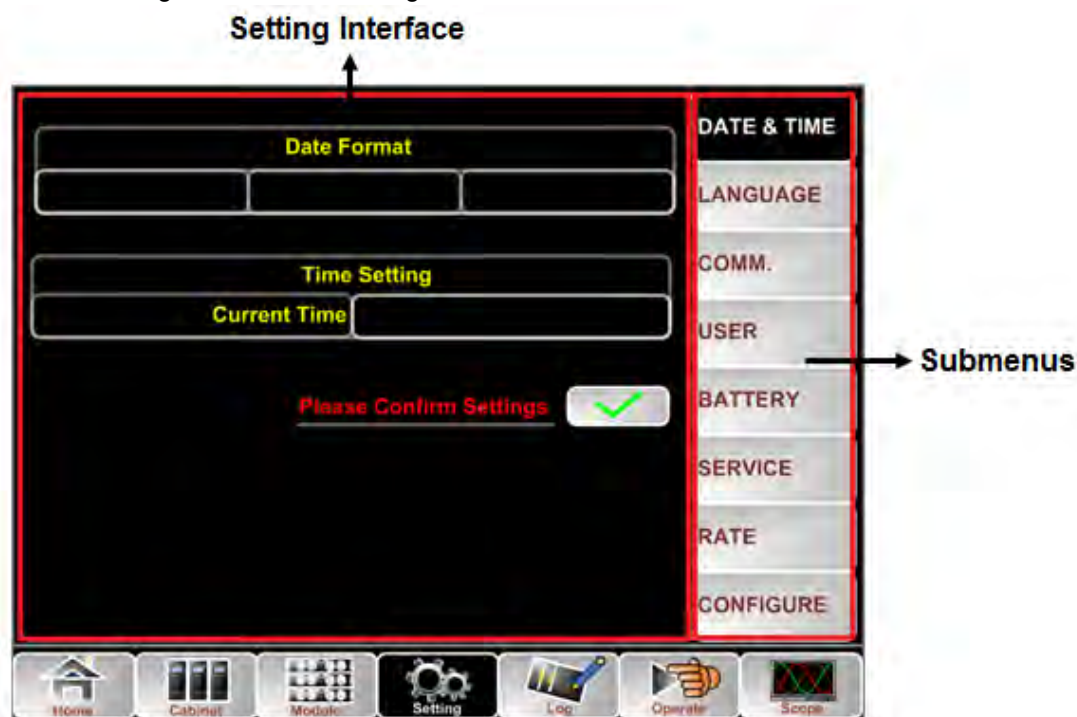 Setting Interface
Date Format
Time Setting
Current Time
Please Confirm Settings
DATE & TIME
LANGUAGE
COMM.
USER
BATTERY
SERVICE
RATE
CONFIGURE
Submenus
Home
Cabinet
Module
Setting
Log
Operate
Scope